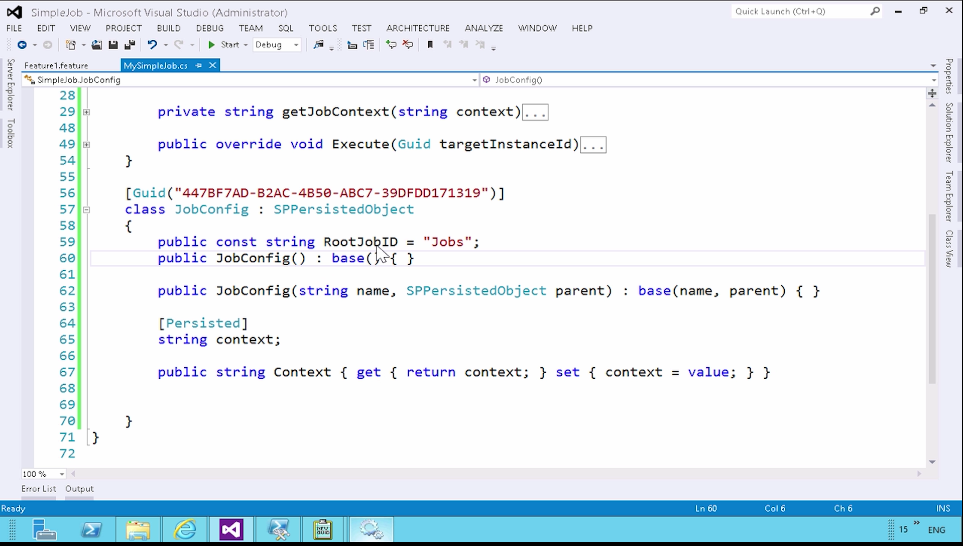 SimpleJob - Microsoft Visual Studio (Administrator)
Quick Launch (Ctrl+Q)
FILE EDIT VIEW PROJECT BUILD DEBUG TEAM SQL TOOLS TEST ARCHITECTURE ANALYZE WINDOW HELP
Start Debug
Feature1.feature MySimpleJob.cs
SimpleJob.JobConfig JobConfig()
Server Explorer
Toolbox
Properties
Solution Explorer
Team Explorer
Class View
28
29 private string getJobContext(string context)...
48
49 public override void Execute(Guid targetInstanceId)...
54 }
55
56 [Guid("447BF7AD-B2AC-4B50-ABC7-39DFDD171319")]
57 class JobConfig : SPPersistedObject
58 {
59 public const string RootJobID = "Jobs";
60 public JobConfig() : base() { }
61
62 public JobConfig(string name, SPPersistedObject parent) : base(name, parent) { }
63
64 [Persisted]
65 string context;
66
67 public string Context { get { return context; } set { context = value; } }
68
69
70 }
71 }
72
100 %
Error List Output
Ready Ln 60 Col 6 Ch 6 INS
15 ENG